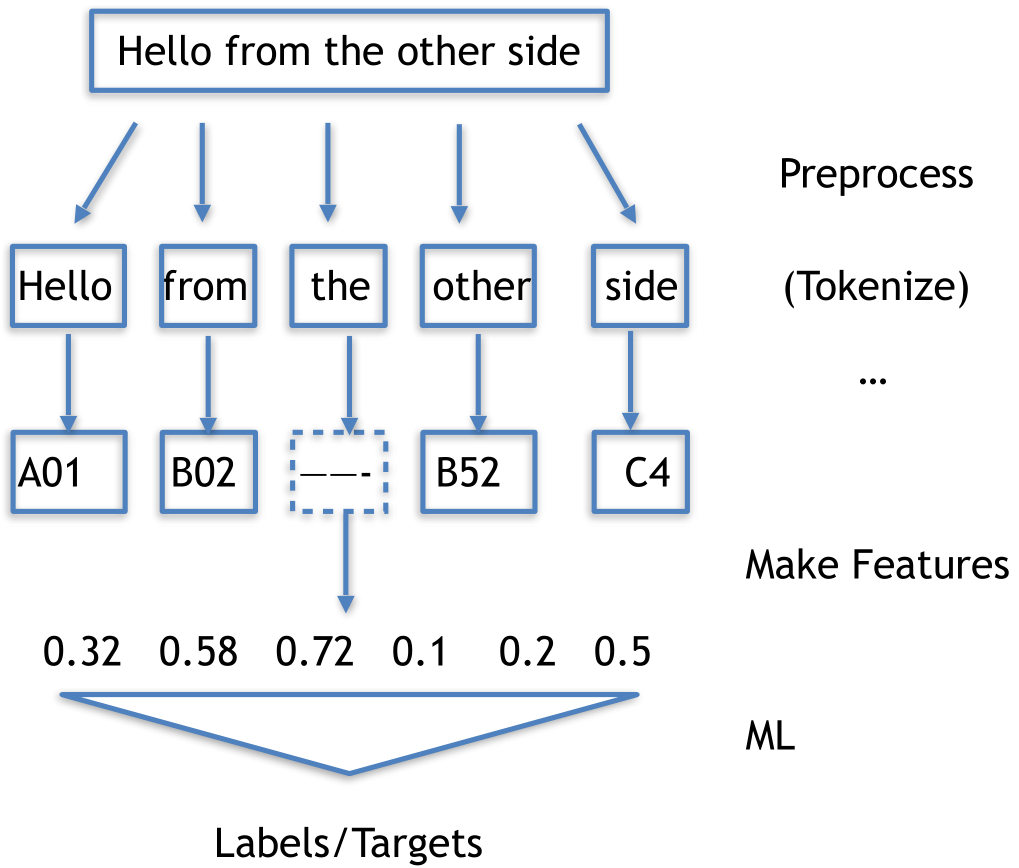 Hello from the other side
Preprocess
Hello from the other side (Tokenize)
...
A01 B02 ——- B52 C4
Make Features
0.32 0.58 0.72 0.1 0.2 0.5
ML
Labels/Targets